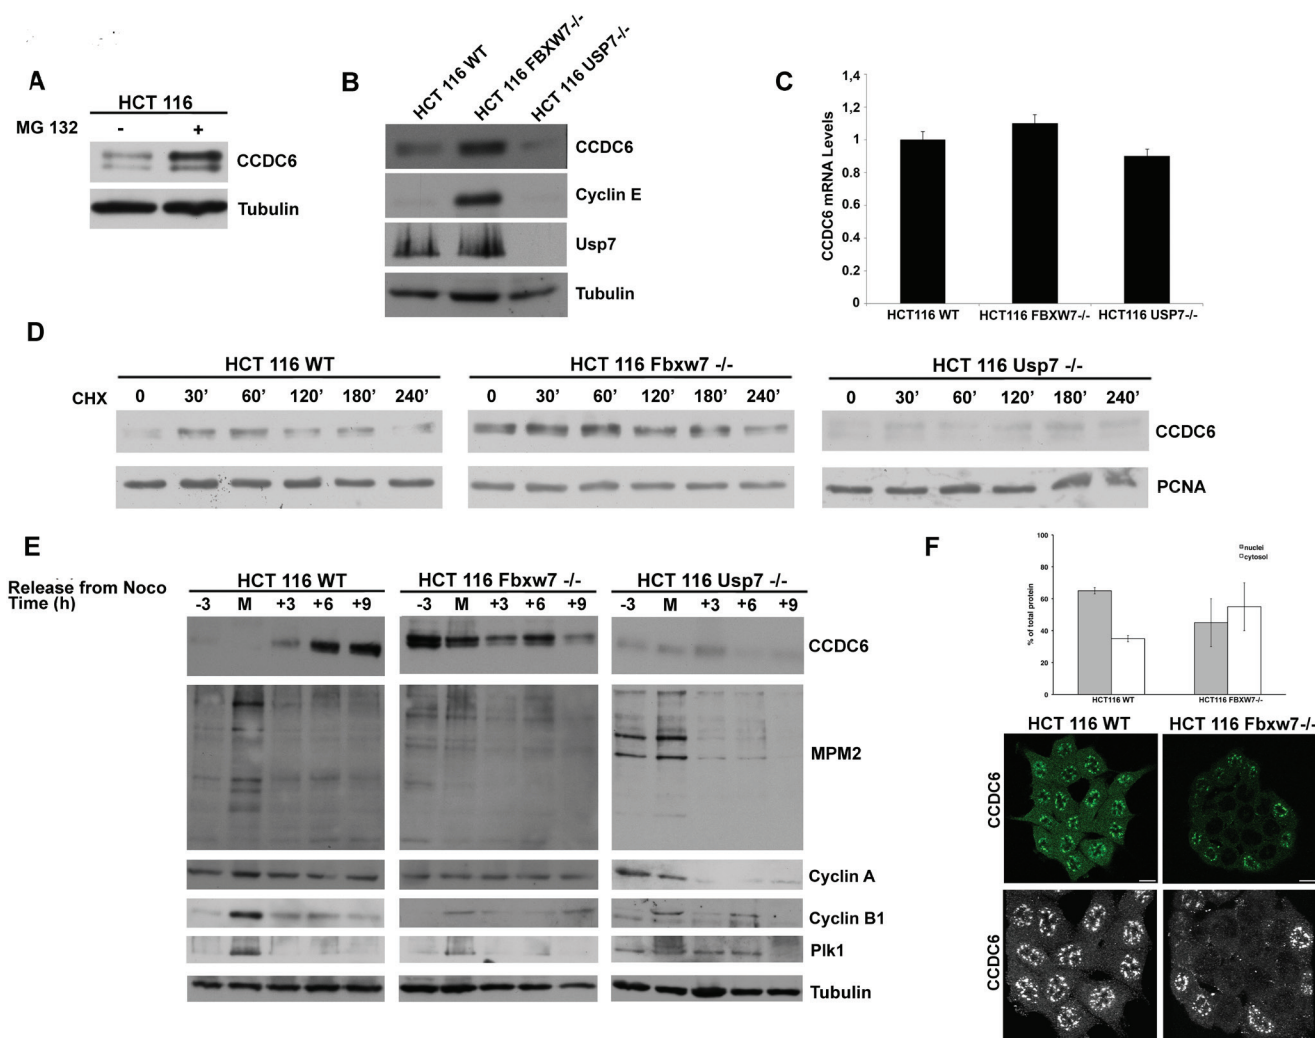 A
HCT 116
MG 132 - +
CCDC6
Tubulin
B
HCT 116 WT
HCT 116 FBXW7-/-
HCT 116 USP7-/-
CCDC6
Cyclin E
Usp7
Tubulin
C
CCDC6 mRNA Levels
1,4
1,2
1
0.8
0.6
0.4
0.2
0
HCT116 WT HCT116 FBXW7-/- HCT116 USP7-/-
D
HCT 116 WT HCT 116 Fbxw7 -/- HCT 116 Usp7 -/-
CHX 0 30' 60' 120' 180' 240' 0 30' 60' 120' 180' 240' 0 30' 60' 120' 180' 240'
CCDC6
PCNA
E
HCT 116 WT HCT 116 Fbxw7 -/- HCT 116 Usp7 -/-
Release from Noco
Time (h) -3 M +3 +6 +9 -3 M +3 +6 +9 -3 M +3 +6 +9
CCDC6
MPM2
Cyclin A
Cyclin B1
Plk1
Tubulin
F
% of total protein
100
80
60
40
20
0
nuclei
cytosol
HCT116 WT HCT116 FBXW7-/-
HCT 116 WT HCT 116 Fbxw7-/-
CCDC6
CCDC6